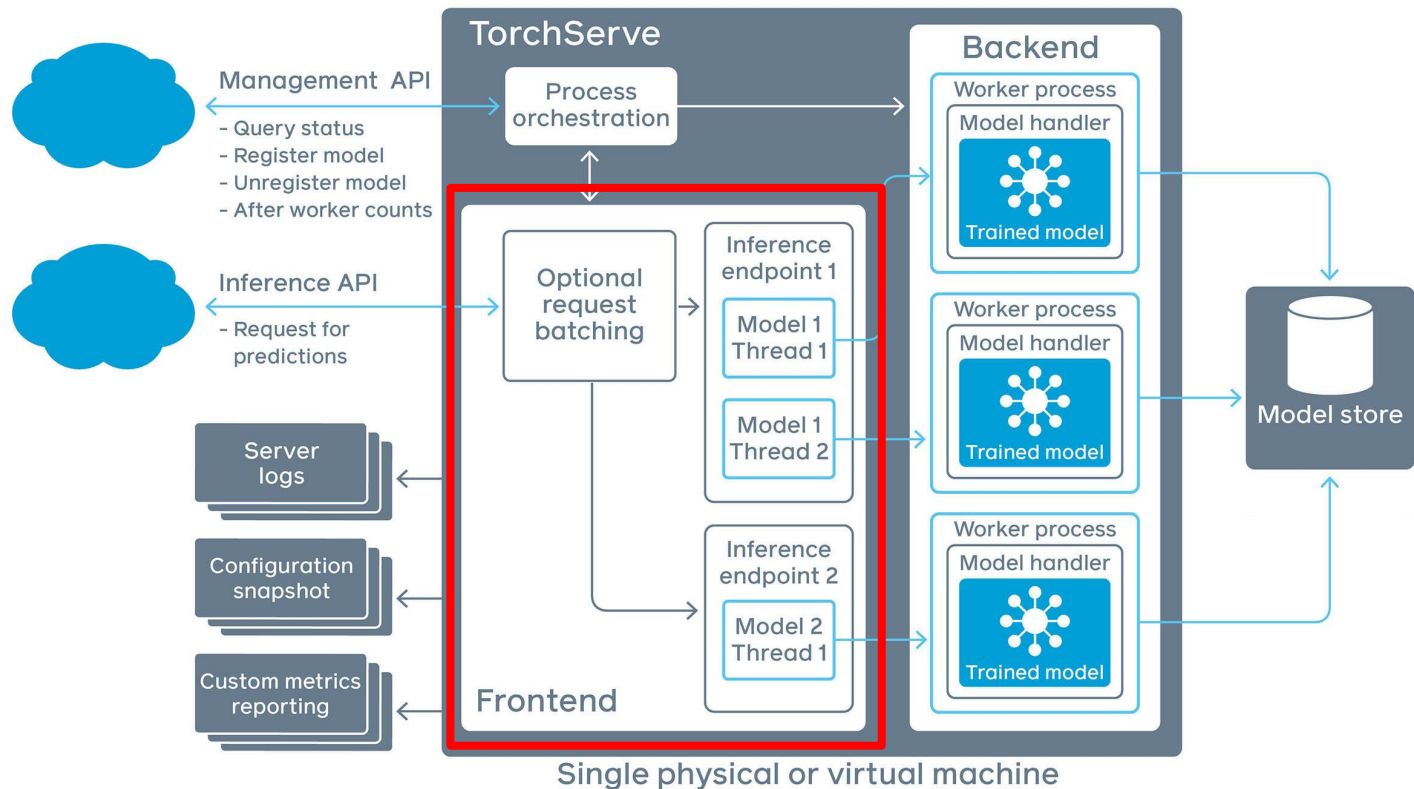 TorchServe
Backend
Management API
- Query status
- Register model
- Unregister model
- After worker counts
Process
orchestration
Inference API
- Request for
predictions
Optional
request
batching
Inference
endpoint 1
Model 1
Thread 1
Model 1
Thread 2
Inference
endpoint 2
Model 2
Thread 1
Frontend
Worker process
Model handler
Trained model
Worker process
Model handler
Trained model
Worker process
Model handler
Trained model
Model store
Server
logs
Configuration
snapshot
Custom metrics
reporting
Single physical or virtual machine